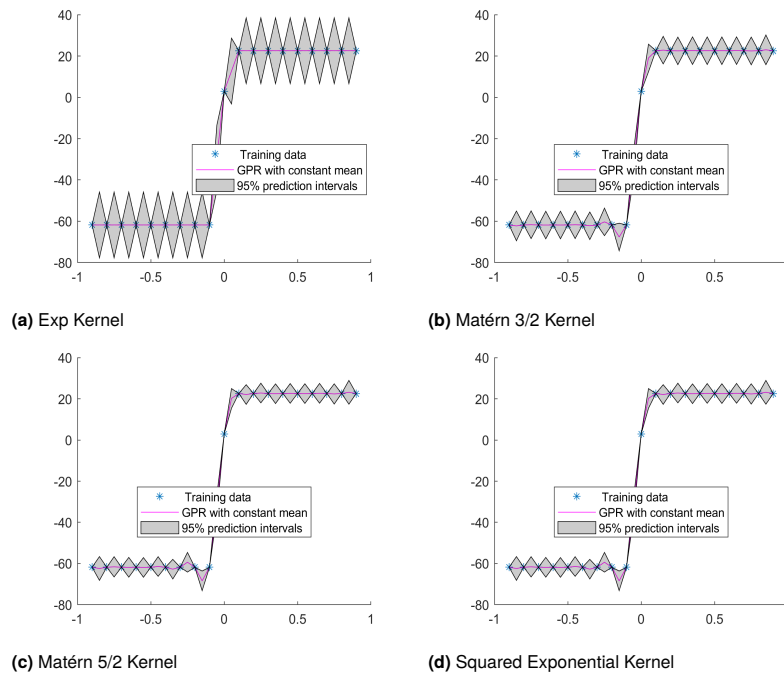 40
20
0
-20
-40
-60
-80
-1
-0.5
0
0.5
1
Training data
GPR with constant mean
95% prediction intervals
(a) Exp Kernel
40
20
0
-20
-40
-60
-80
-1
-0.5
0
0.5
Training data
GPR with constant mean
95% prediction intervals
(b) Matérn 3/2 Kernel
40
20
0
-20
-40
-60
-80
-1
-0.5
0
0.5
1
Training data
GPR with constant mean
95% prediction intervals
(c) Matérn 5/2 Kernel
40
20
0
-20
-40
-60
-80
-1
-0.5
0
0.5
Training data
GPR with constant mean
95% prediction intervals
(d) Squared Exponential Kernel